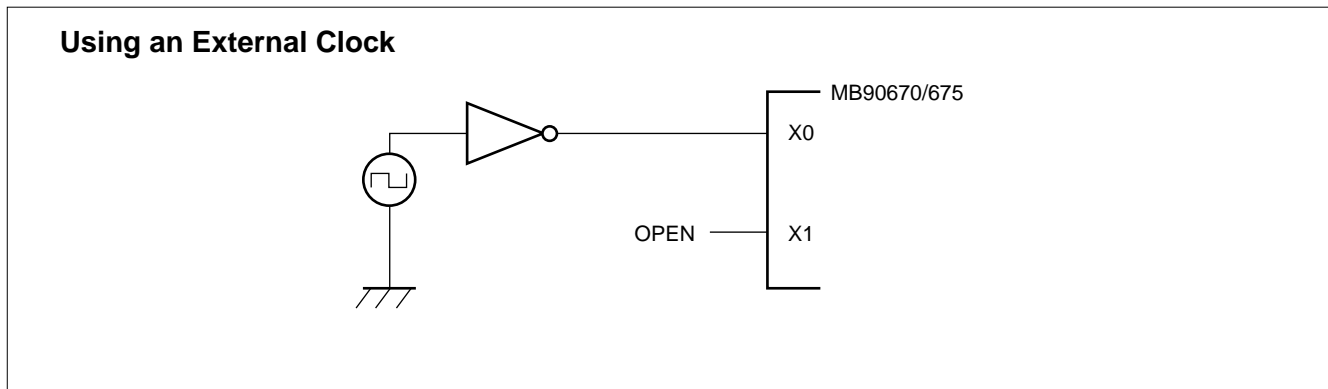 Using an External Clock
MB90670/675
X0
OPEN
X1